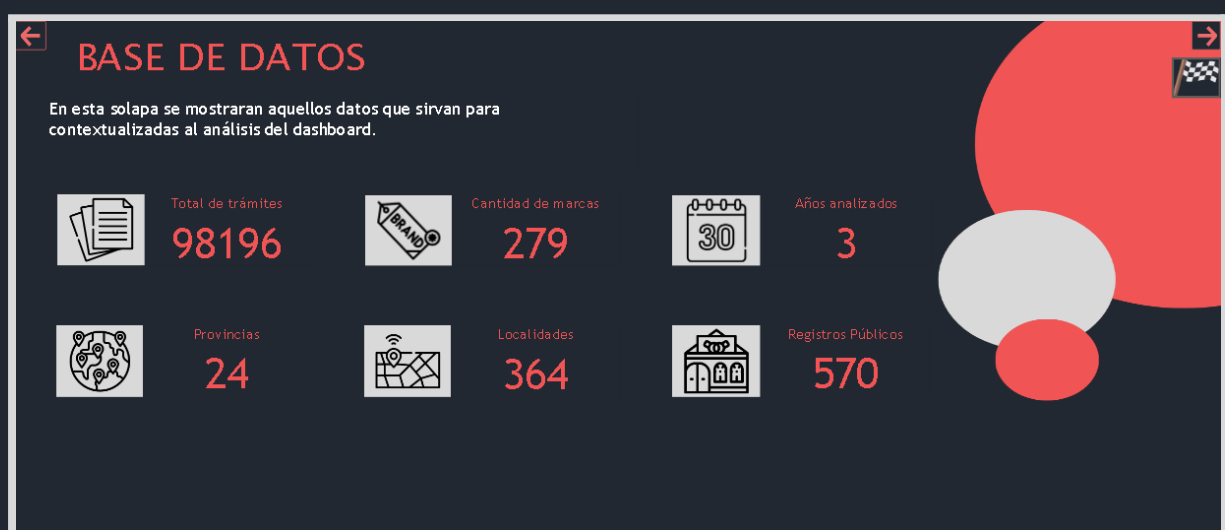 BASE DE DATOS
En esta solapa se mostraran aquellos datos que sirvan para
contextualizadas al análisis del dashboard.
Total de trámites
98196
BRAND
Cantidad de marcas
279
30
Años analizados
3
Provincias
24
Localidades
364
Registros Públicos
570